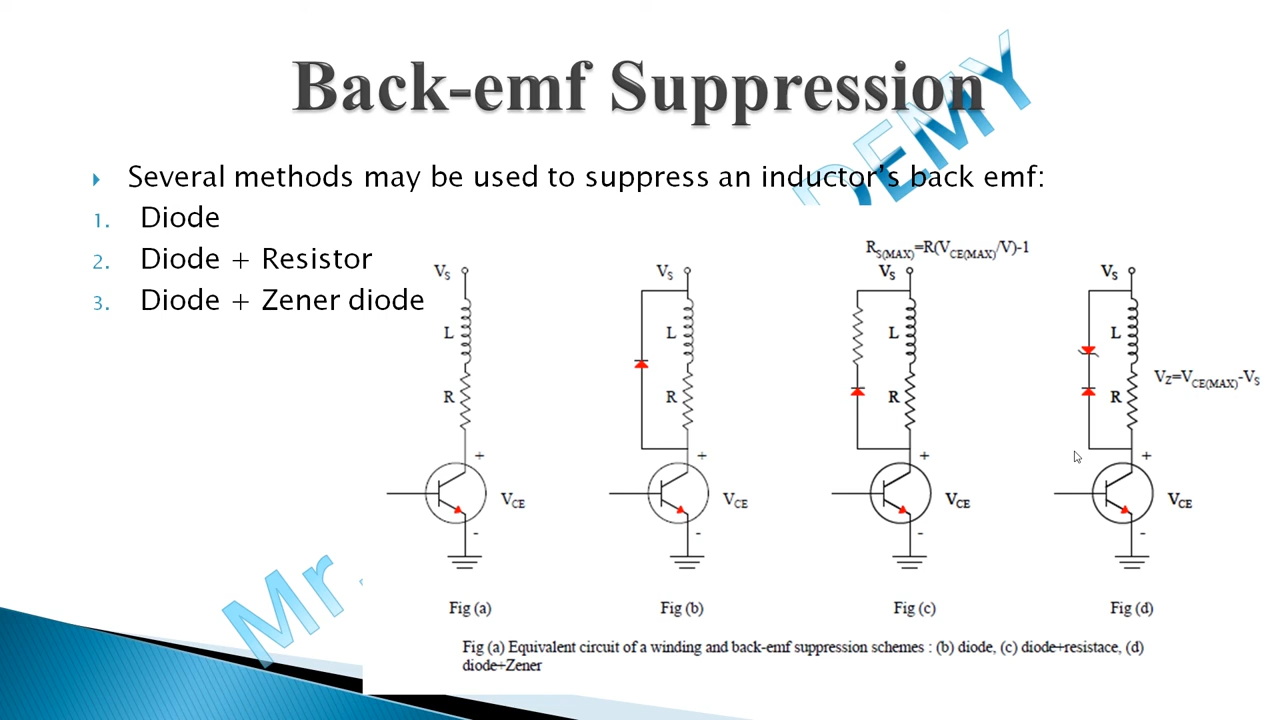 Back-emf Suppression
Several methods may be used to suppress an inductor's back emf:
1. Diode
2. Diode + Resistor
3. Diode + Zener diode
R_S(MAX)=R(V_CE(MAX)/V)-1
V_S V_S V_S V_S
L L L L
V_Z=V_CE(MAX)-V_S
R R R R
+ + + +
V_CE V_CE V_CE V_CE
- - - -
Fig (a) Fig (b) Fig (c) Fig (d)
Fig (a) Equivalent circuit of a winding and back-emf suppression schemes : (b) diode, (c) diode+resistace, (d)
diode+Zener
Mr.
DEMY